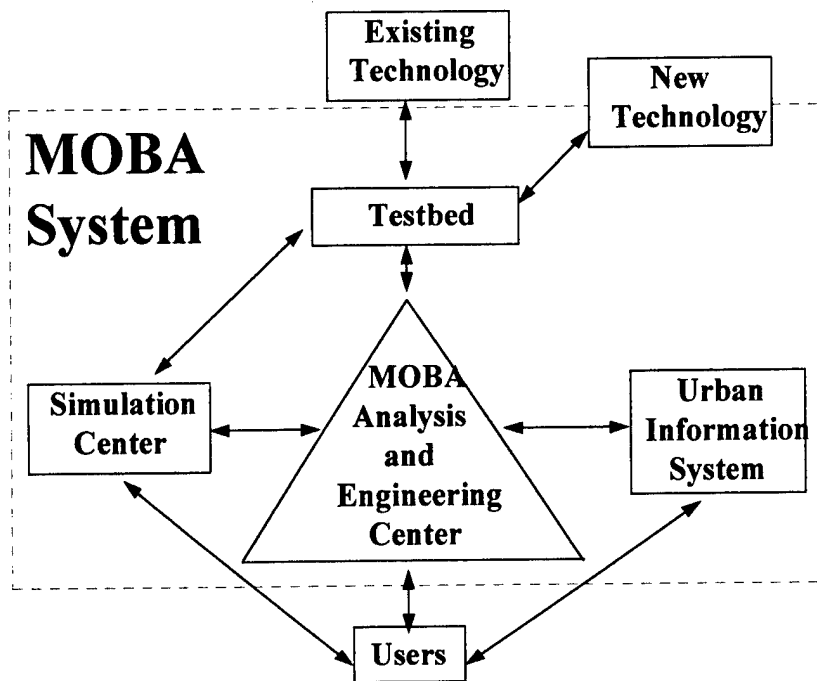 Existing
Technology
New
Technology
MOBA
System
Testbed
Simulation
Center
MOBA
Analysis
and
Engineering
Center
Urban
Information
System
Users